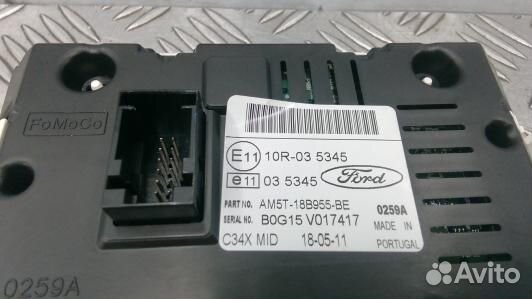 FoMoCo
E11 10R-03 5345
e11 03 5345
Ford
PART NO. AM5T-18B955-BE 0259A
SERIAL NO. B0G15 V017417 MADE IN
C34X MID 18-05-11 PORTUGAL
0259A
Avito